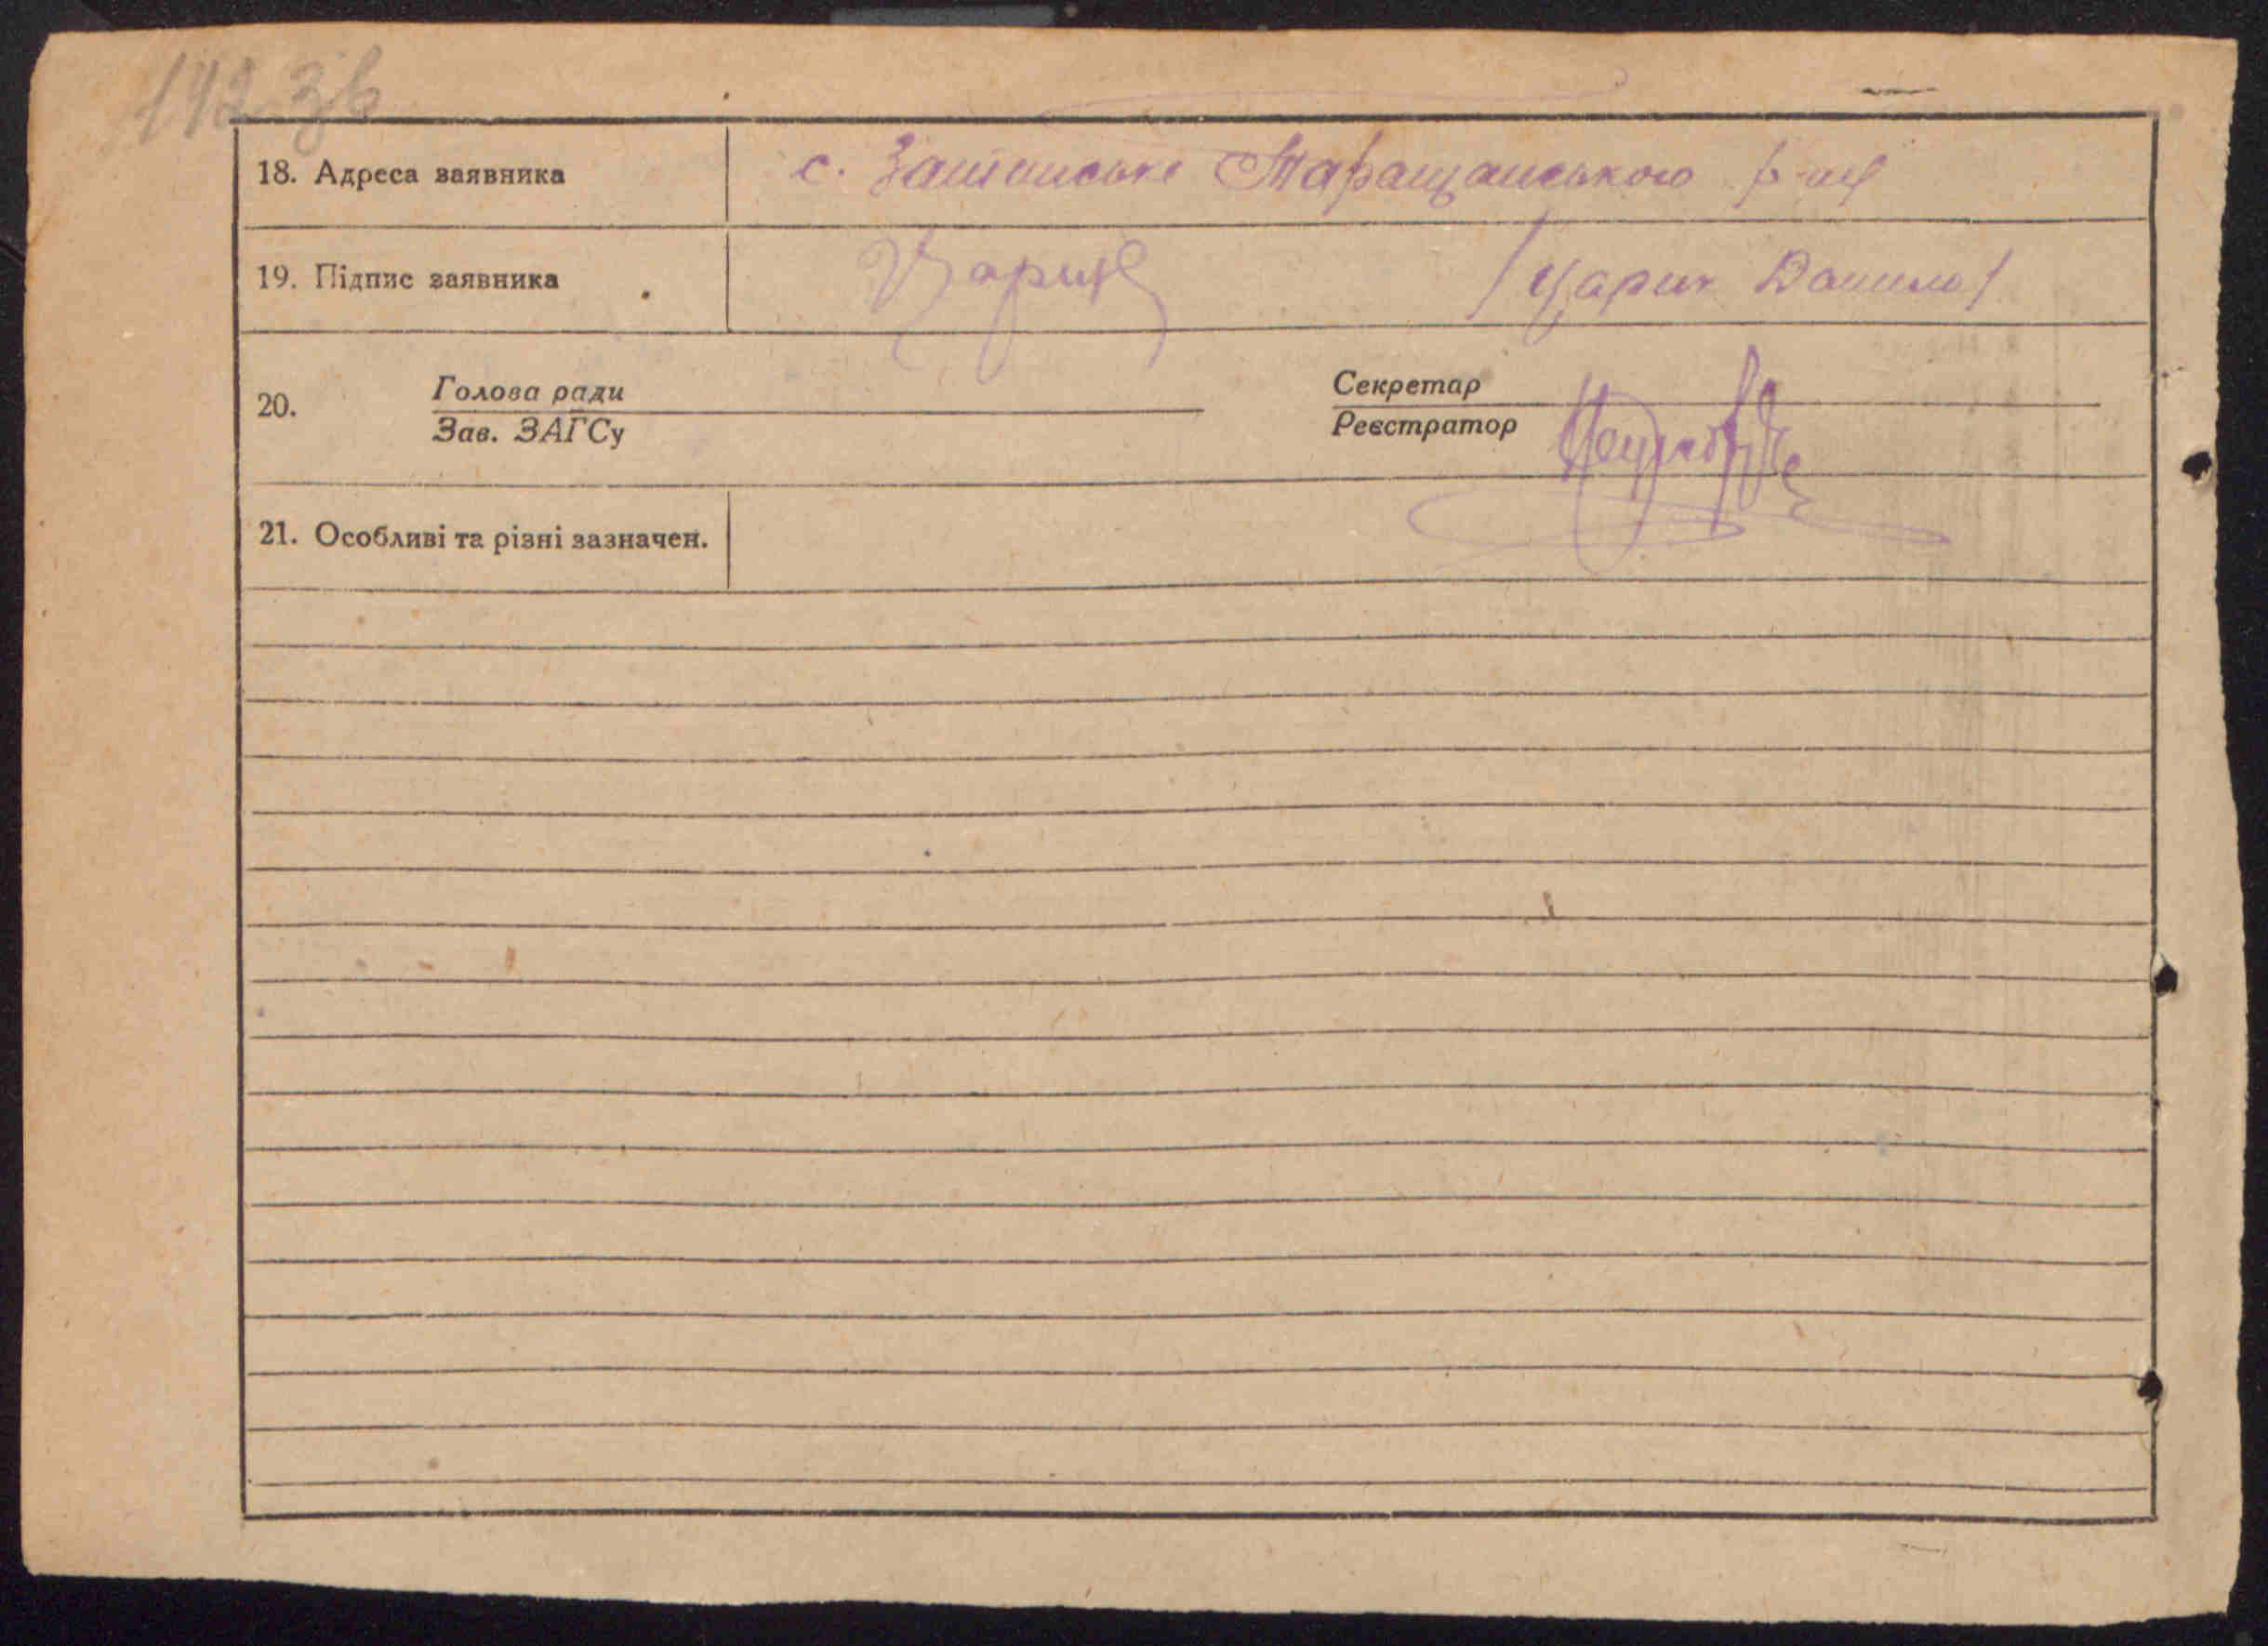 142 зв
18. Адреса заявника с. Таращанського р-ну
19. Підпис заявника Царик /Царик Данило/
20. Голова ради Секретар
Зав. ЗАГСу Реєстратор
21. Особливі та різні зазначен.